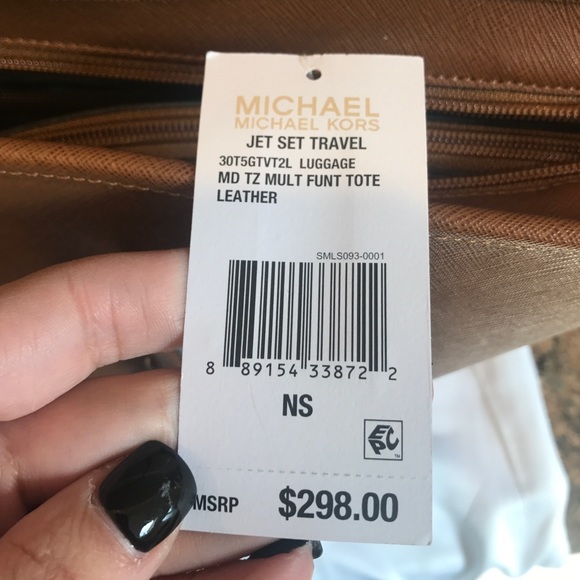 MICHAEL
MICHAEL KORS
JET SET TRAVEL
30T5GTVT2L LUGGAGE
MD TZ MULT FUNT TOTE
LEATHER
SMLS093-0001
8 89154 33872 2
NS
EPC™
MSRP $298.00